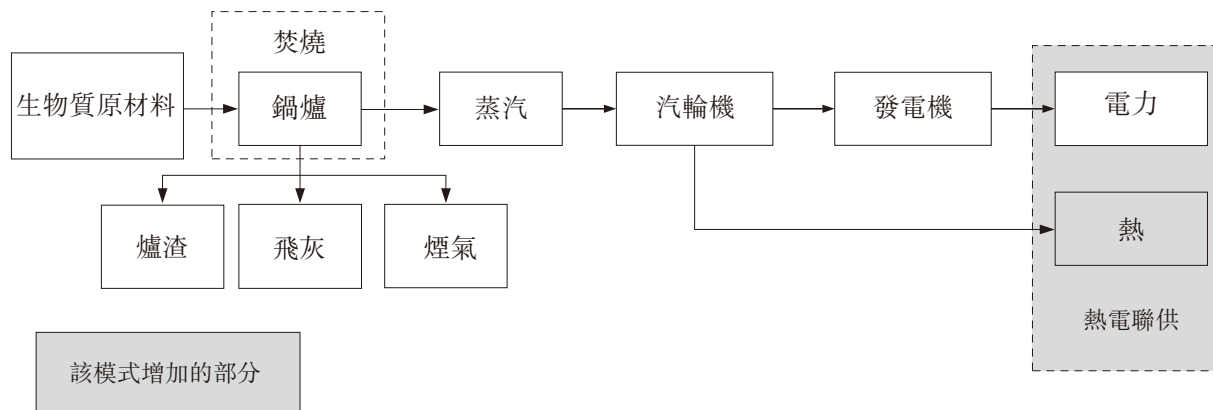 焚燒
生物質原材料
鍋爐
蒸汽
汽輪機
發電機
電力
爐渣
飛灰
煙氣
熱
熱電聯供
該模式增加的部分